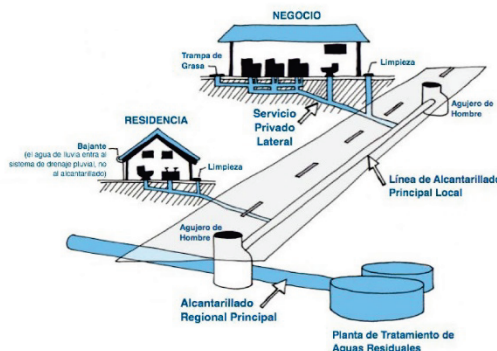 NEGOCIO
Trampa de
Grasa
Limpieza
Agujero de
Hombre
Servicio
Privado
Lateral
RESIDENCIA
Bajante
(el agua de lluvia entra al
sistema de drenaje pluvial, no
al alcantarillado)
Limpieza
Línea de Alcantarillado
Principal Local
Agujero de
Hombre
Alcantarillado
Regional Principal
Planta de Tratamiento de
Aguas Residuales